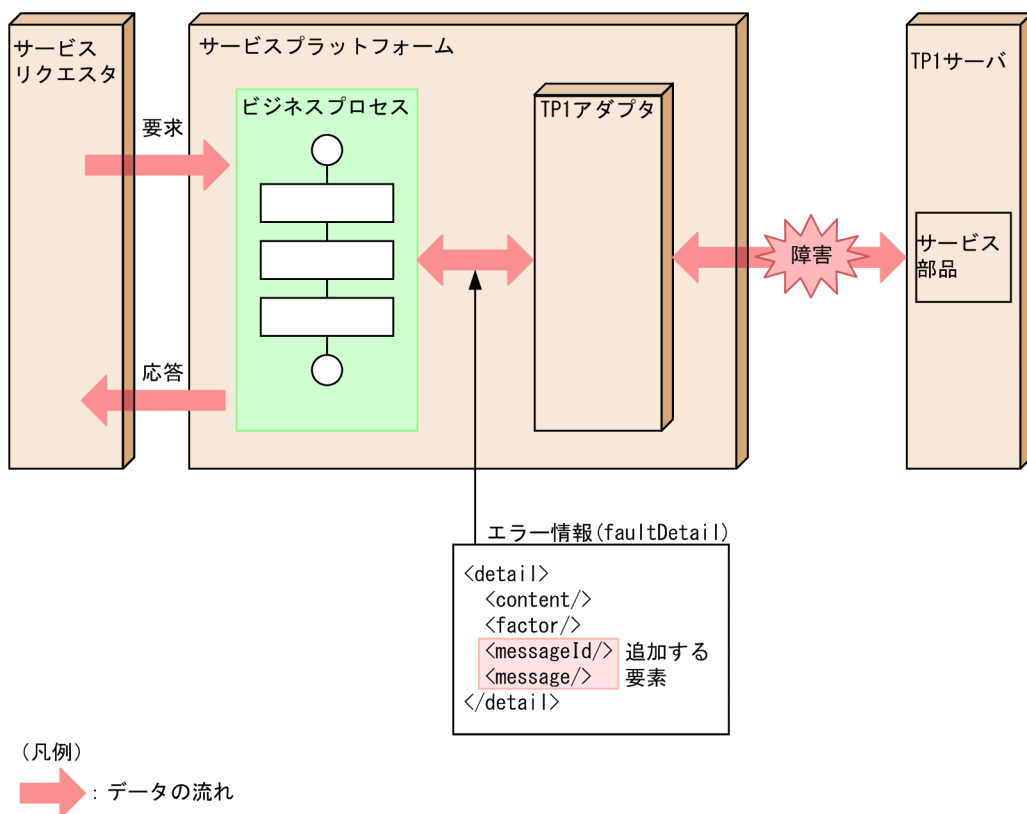 サービス
リクエスタ
サービスプラットフォーム
TP1サーバ
ビジネスプロセス
TP1アダプタ
要求
サービス
部品
障害
応答
エラー情報(faultDetail)
<detail>
<content/>
<factor/>
<messageId/> 追加する
<message/> 要素
</detail>
(凡例)
：データの流れ